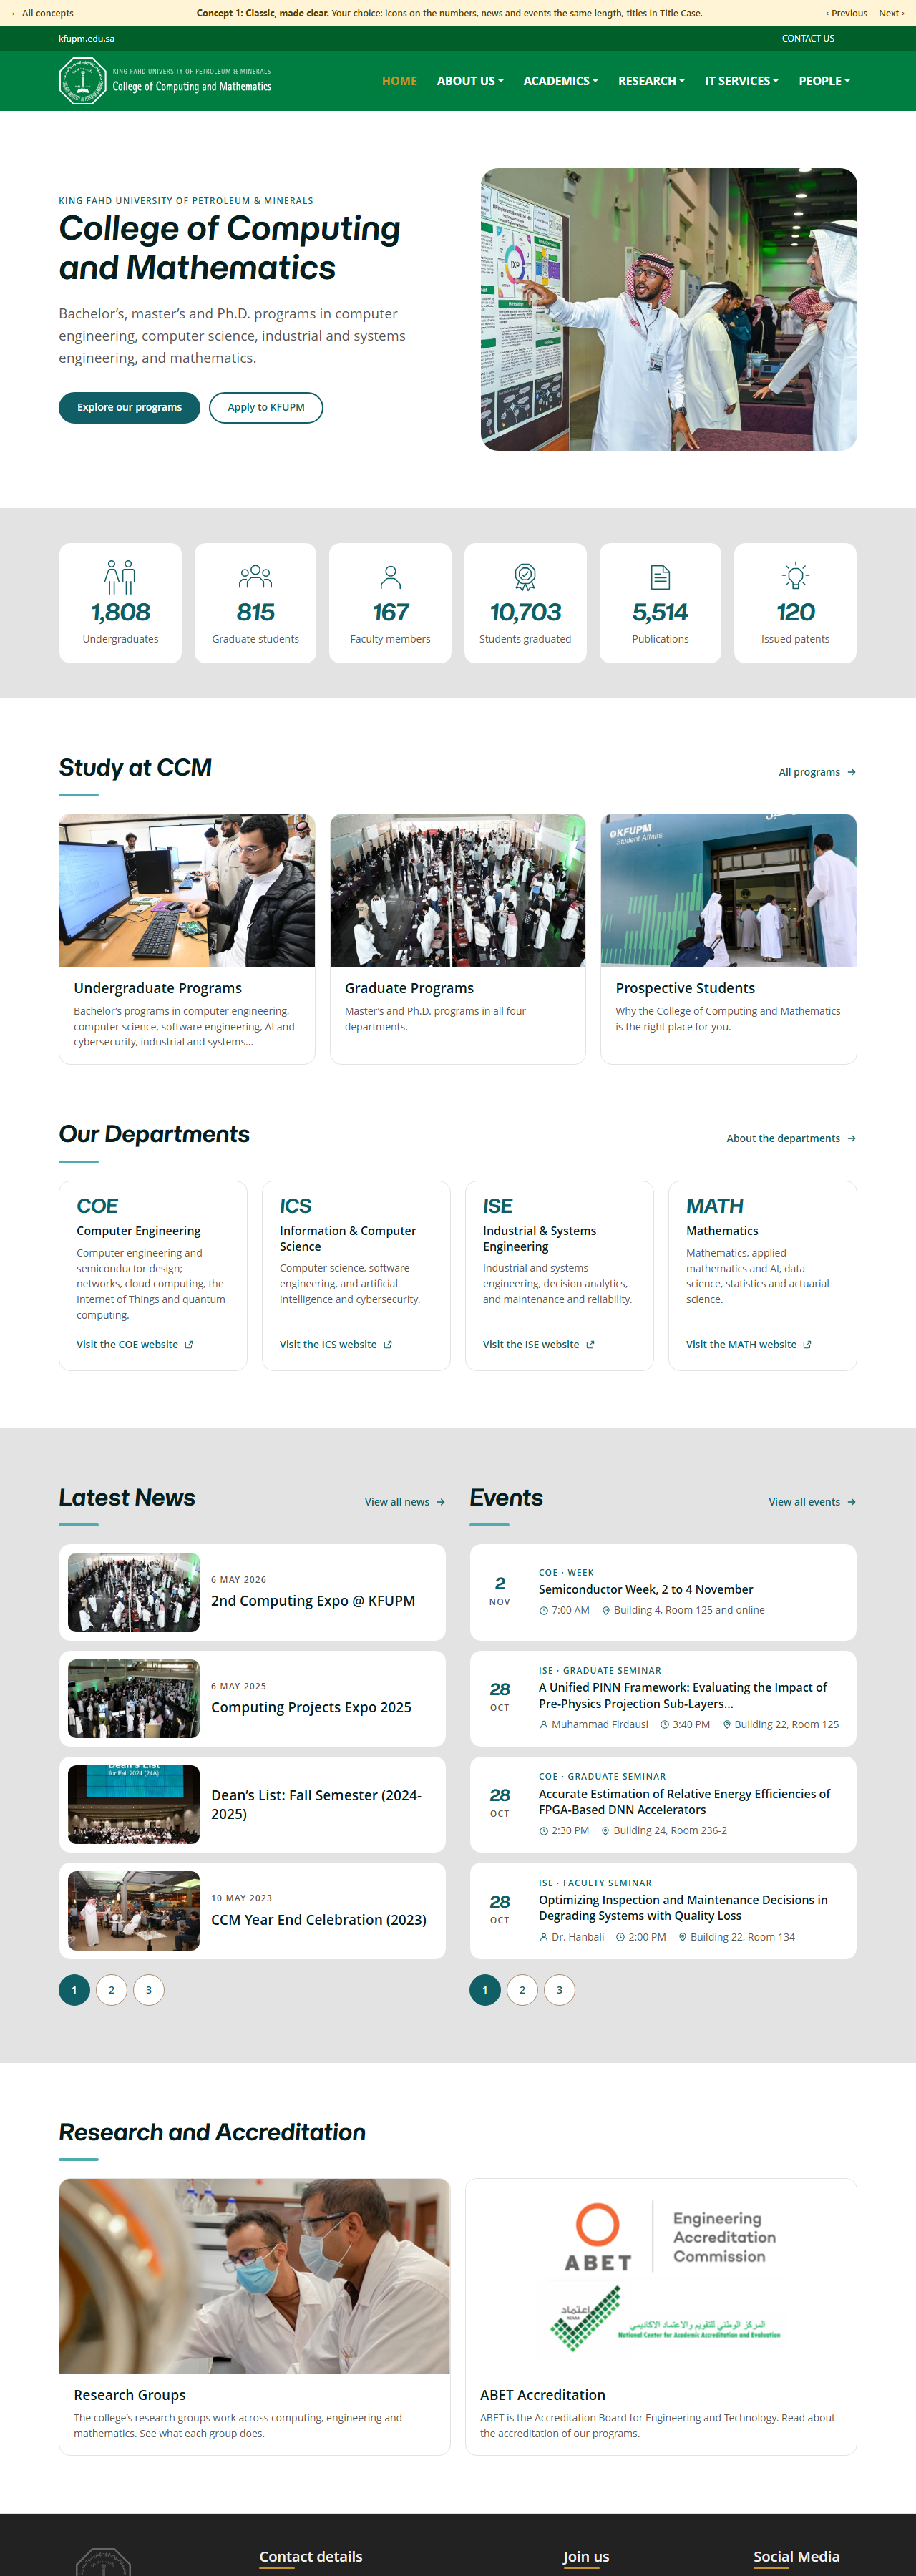 ← All concepts
Concept 1: Classic, made clear. Your choice: icons on the numbers, news and events the same length, titles in Title Case.
‹ Previous Next ›
kfupm.edu.sa
CONTACT US
KING FAHD UNIVERSITY OF PETROLEUM & MINERALS
College of Computing and Mathematics
HOME ABOUT US ACADEMICS RESEARCH IT SERVICES PEOPLE
KING FAHD UNIVERSITY OF PETROLEUM & MINERALS
College of Computing
and Mathematics
Bachelor’s, master’s and Ph.D. programs in computer
engineering, computer science, industrial and systems
engineering, and mathematics.
Explore our programs
Apply to KFUPM
IXP
1,808
Undergraduates
815
Graduate students
167
Faculty members
10,703
Students graduated
5,514
Publications
120
Issued patents
Study at CCM
All programs →
KFUPM
Student Affairs
Undergraduate Programs
Bachelor’s programs in computer engineering,
computer science, software engineering, AI and
cybersecurity, industrial and systems…
Graduate Programs
Master’s and Ph.D. programs in all four
departments.
Prospective Students
Why the College of Computing and Mathematics
is the right place for you.
Our Departments
About the departments →
COE
Computer Engineering
Computer engineering and
semiconductor design;
networks, cloud computing, the
Internet of Things and quantum
computing.
Visit the COE website
ICS
Information & Computer
Science
Computer science, software
engineering, and artificial
intelligence and cybersecurity.
Visit the ICS website
ISE
Industrial & Systems
Engineering
Industrial and systems
engineering, decision analytics,
and maintenance and reliability.
Visit the ISE website
MATH
Mathematics
Mathematics, applied
mathematics and AI, data
science, statistics and actuarial
science.
Visit the MATH website
Latest News
View all news →
6 MAY 2026
2nd Computing Expo @ KFUPM
6 MAY 2025
Computing Projects Expo 2025
Dean's List
for Fall 2024 (24A)
Dean’s List: Fall Semester (2024-
2025)
10 MAY 2023
CCM Year End Celebration (2023)
1 2 3
Events
View all events →
2
NOV
COE · WEEK
Semiconductor Week, 2 to 4 November
7:00 AM Building 4, Room 125 and online
28
OCT
ISE · GRADUATE SEMINAR
A Unified PINN Framework: Evaluating the Impact of
Pre-Physics Projection Sub-Layers…
Muhammad Firdausi 3:40 PM Building 22, Room 125
28
OCT
COE · GRADUATE SEMINAR
Accurate Estimation of Relative Energy Efficiencies of
FPGA-Based DNN Accelerators
2:30 PM Building 24, Room 236-2
28
OCT
ISE · FACULTY SEMINAR
Optimizing Inspection and Maintenance Decisions in
Degrading Systems with Quality Loss
Dr. Hanbali 2:00 PM Building 22, Room 134
1 2 3
Research and Accreditation
ABET
Engineering
Accreditation
Commission
اعتماد
المركز الوطني للتقويم والاعتماد الأكاديمي
National Center for Academic Accreditation and Evaluation
Research Groups
The college’s research groups work across computing, engineering and
mathematics. See what each group does.
ABET Accreditation
ABET is the Accreditation Board for Engineering and Technology. Read about
the accreditation of our programs.
Contact details
Join us
Social Media